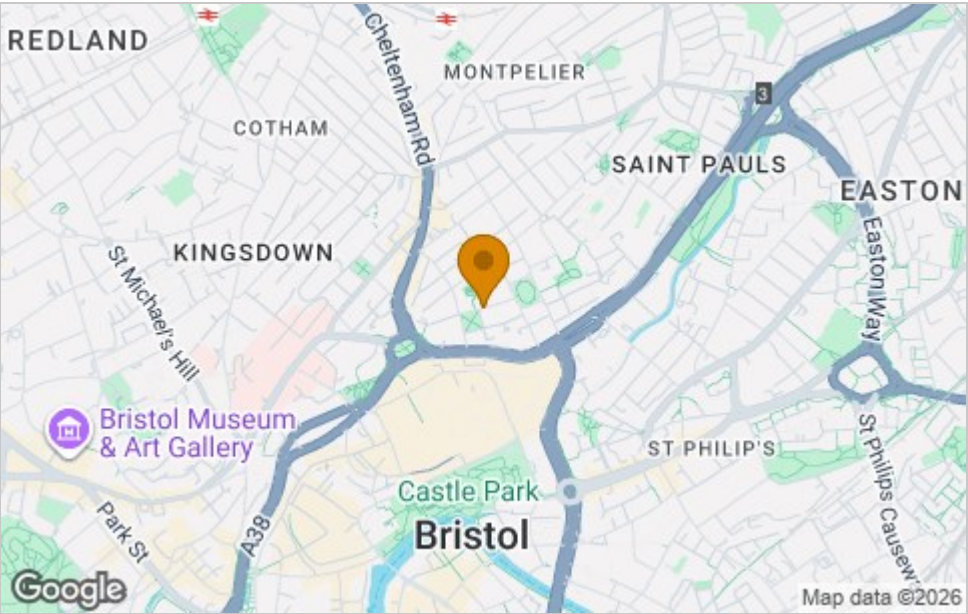 REDLAND
Cheltenham Rd
MONTPELIER
3
COTHAM
SAINT PAULS
EASTON
KINGSDOWN
St Michael's Hill
Easton Way
Bristol Museum
& Art Gallery
ST PHILIP'S
Castle Park
St Philips Causew
Park St
A38
Bristol
Google
Map data ©2026